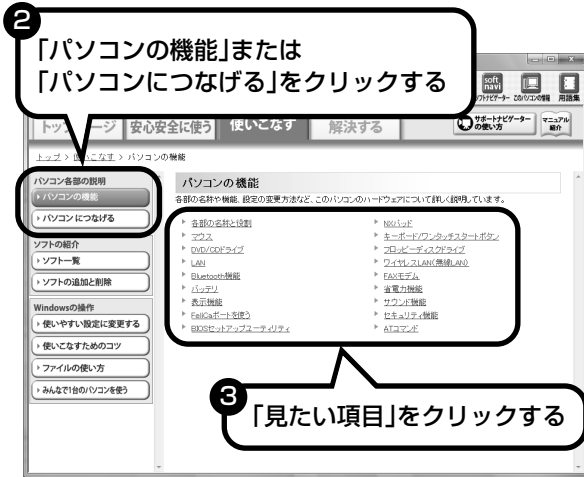 2
「パソコンの機能」または
「パソコンにつなげる」をクリックする
soft navi
ソフトナビゲーター このパソコンの情報 用語集
トップページ 安心安全に使う 使いこなす 解決する
サポートナビゲーターの使い方
マニュアル紹介
トップ > 使いこなす > パソコンの機能
パソコン各部の説明
パソコンの機能
パソコンにつなげる
ソフトの紹介
ソフト一覧
ソフトの追加と削除
Windowsの操作
使いやすい設定に変更する
使いこなすためのコツ
ファイルの使い方
みんなで1台のパソコンを使う
パソコンの機能
各部の名称や機能、設定の変更方法など、このパソコンのハードウェアについて詳しく説明しています。
各部の名称と役割
マウス
DVD/CDドライブ
LAN
Bluetooth機能
バッテリ
表示機能
FeliCaポートを使う
BIOSセットアップユーティリティ
NXパッド
キーボード/ワンタッチスタートボタン
フロッピーディスクドライブ
ワイヤレスLAN(無線LAN)
FAXモデム
省電力機能
サウンド機能
セキュリティ機能
ATコマンド
3
「見たい項目」をクリックする